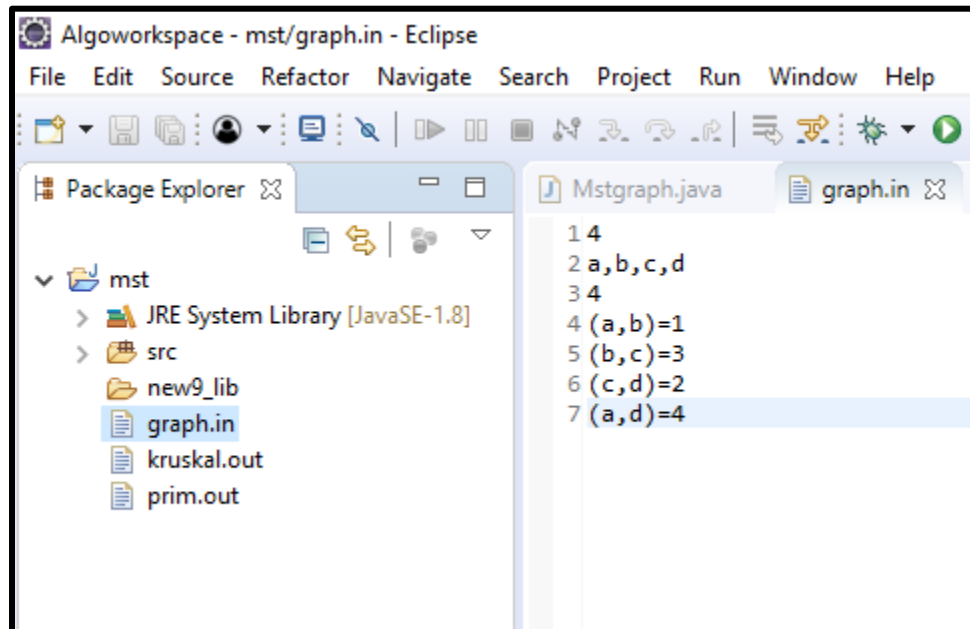 Algoworkspace - mst/graph.in - Eclipse
File Edit Source Refactor Navigate Search Project Run Window Help
Package Explorer
mst
JRE System Library [JavaSE-1.8]
src
new9_lib
graph.in
kruskal.out
prim.out
Mstgraph.java graph.in
1 4
2 a,b,c,d
3 4
4 (a,b)=1
5 (b,c)=3
6 (c,d)=2
7 (a,d)=4